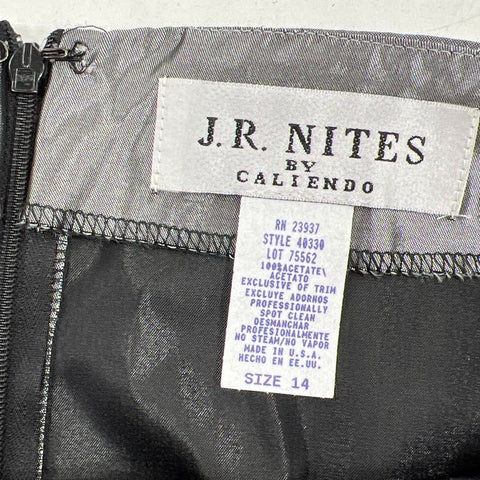 J.R. NITES
BY
CALIENDO
RN 23937
STYLE 40330
LOT 75562
100%ACETATE\
ACETATO
EXCLUSIVE OF TRIM
EXCLUYE ADORNOS
PROFESSIONALLY
SPOT CLEAN
DESMANCHAR
PROFESIONALMENTE
NO STEAM/NO VAPOR
MADE IN U.S.A.
HECHO EN EE.UU.
SIZE 14